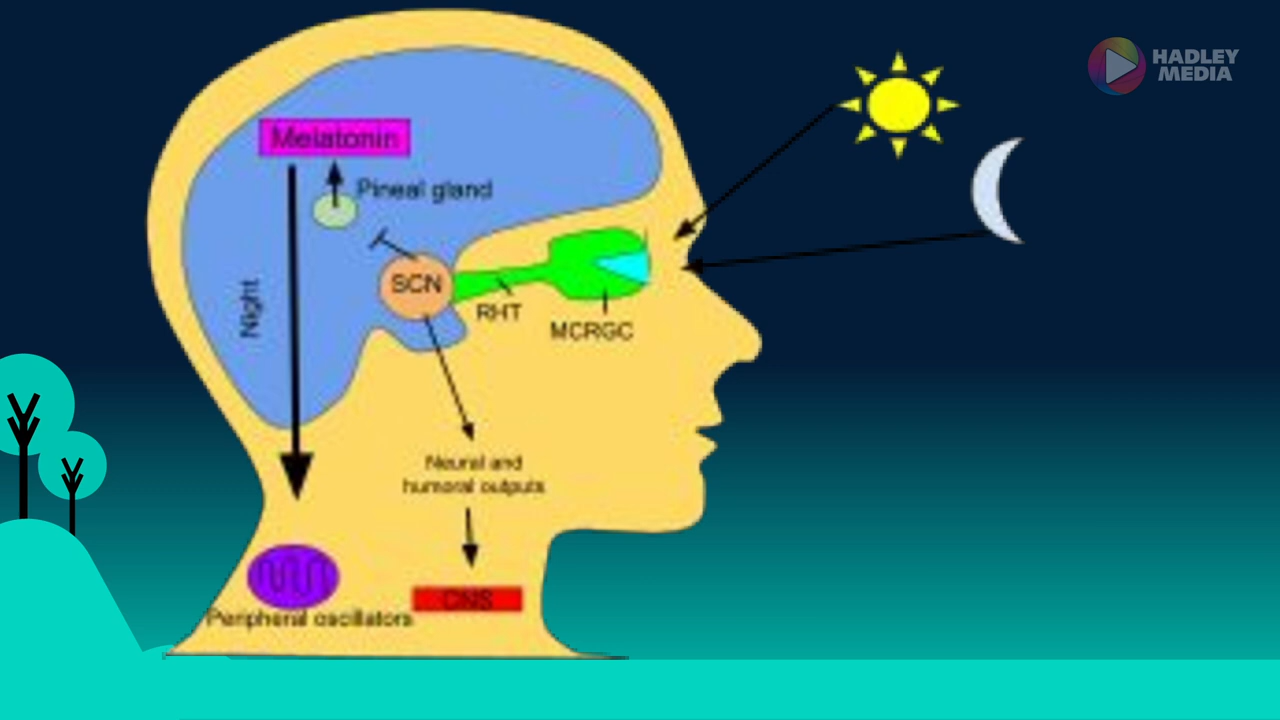 HADLEY
MEDIA
Melatonin
Pineal gland
SCN
RHT
MCRGC
Night
Neural and
humoral outputs
CNS
Peripheral oscillators